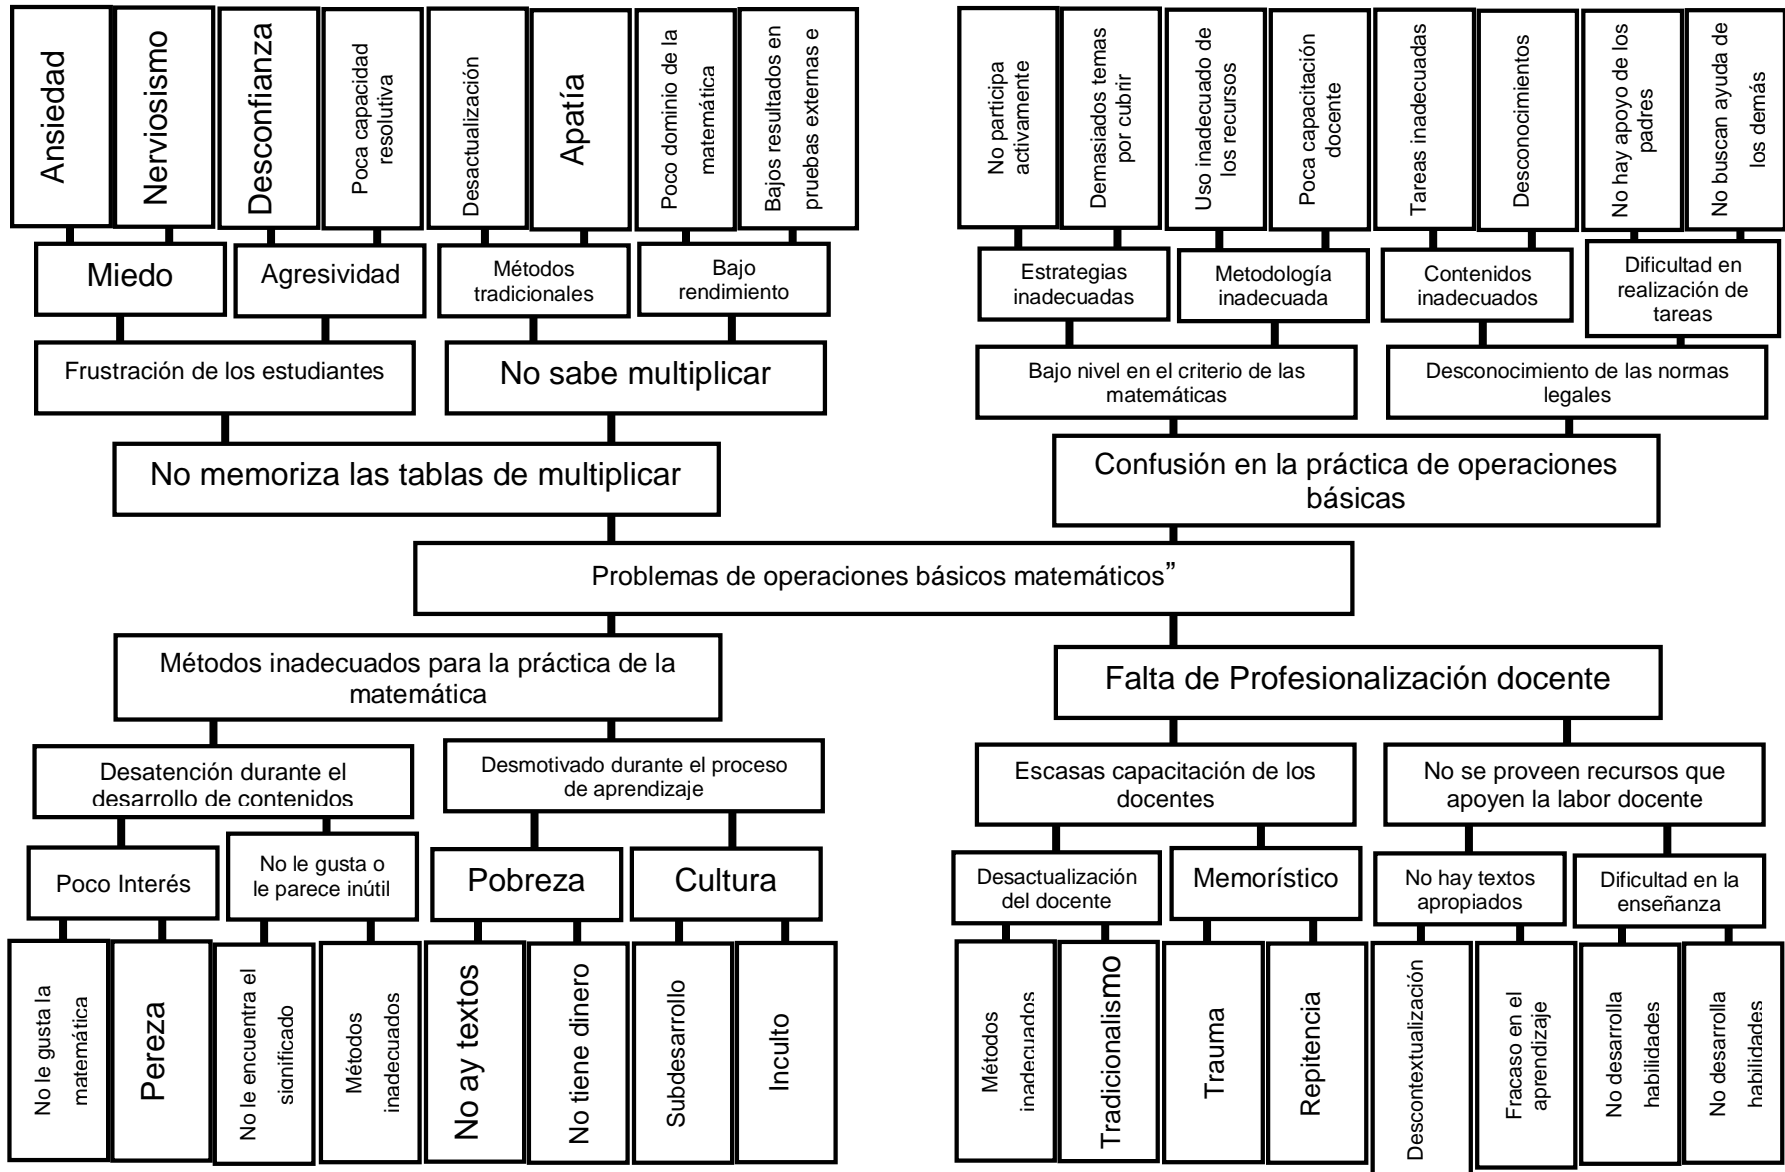 Ansiedad
Nerviosismo
Desconfianza
Poca capacidad
resolutiva
Desactualización
Apatía
Poco dominio de la
matemática
Bajos resultados en
pruebas externas e
No participa
activamente
Demasiados temas
por cubrir
Uso inadecuado de
los recursos
Poca capacitación
docente
Tareas inadecuadas
Desconocimientos
No hay apoyo de los
padres
No buscan ayuda de
los demás
Miedo
Agresividad
Métodos
tradicionales
Bajo
rendimiento
Estrategias
inadecuadas
Metodología
inadecuada
Contenidos
inadecuados
Dificultad en
realización de
tareas
Frustración de los estudiantes
No sabe multiplicar
Bajo nivel en el criterio de las
matemáticas
Desconocimiento de las normas
legales
No memoriza las tablas de multiplicar
Confusión en la práctica de operaciones
básicas
Problemas de operaciones básicos matemáticos”
Métodos inadecuados para la práctica de la
matemática
Falta de Profesionalización docente
Desatención durante el
desarrollo de contenidos
Desmotivado durante el proceso
de aprendizaje
Escasas capacitación de los
docentes
No se proveen recursos que
apoyen la labor docente
Poco Interés
No le gusta o
le parece inútil
Pobreza
Cultura
Desactualización
del docente
Memorístico
No hay textos
apropiados
Dificultad en la
enseñanza
No le gusta la
matemática
Pereza
No le encuentra el
significado
Métodos
inadecuados
No ay textos
No tiene dinero
Subdesarrollo
Inculto
Métodos
inadecuados
Tradicionalismo
Trauma
Repitencia
Descontextualización
Fracaso en el
aprendizaje
No desarrolla
habilidades
No desarrolla
habilidades